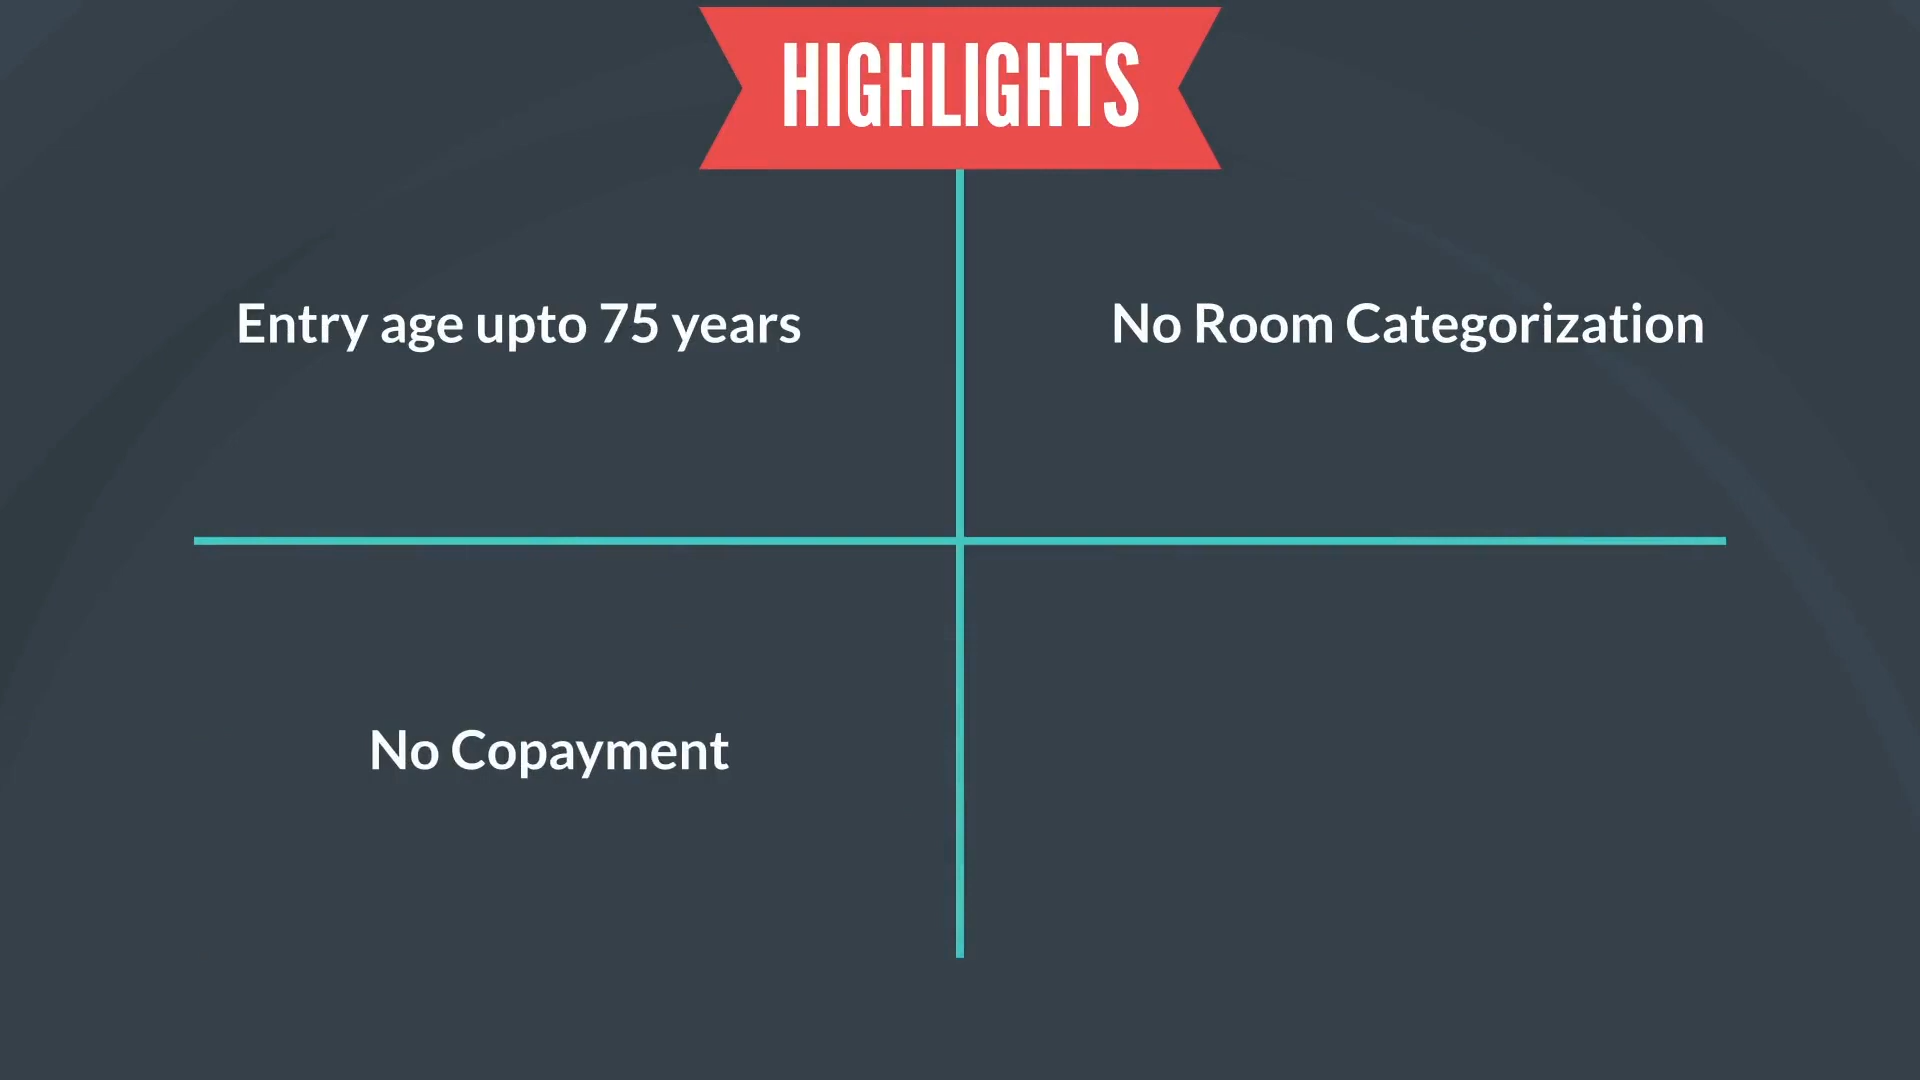 HIGHLIGHTS
Entry age upto 75 years
No Room Categorization
No Copayment